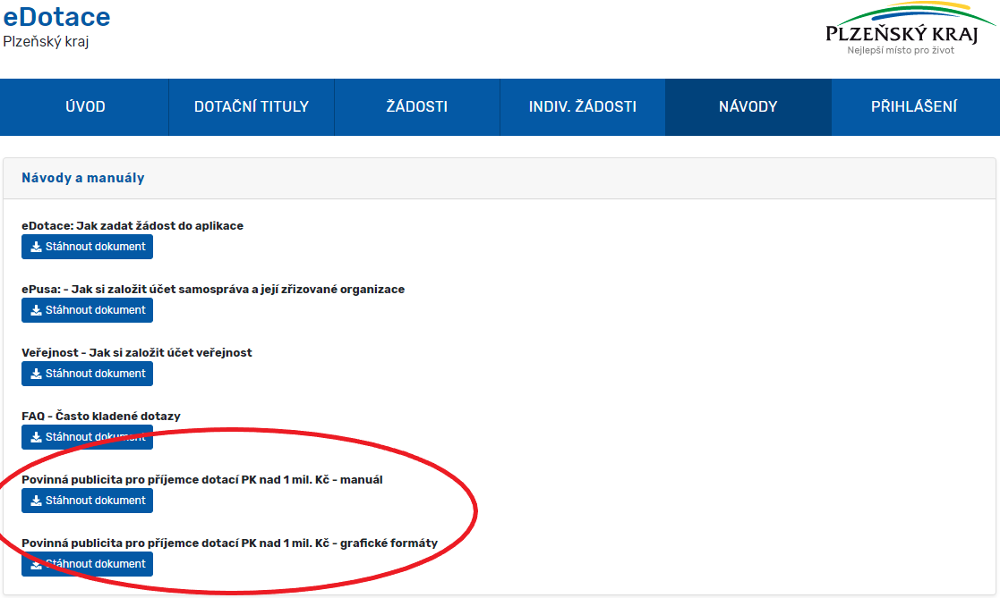 eDotace
Plzeňský kraj
PLZEŇSKÝ KRAJ
Nejlepší místo pro život
ÚVOD
DOTAČNÍ TITULY
ŽÁDOSTI
INDIV. ŽÁDOSTI
NÁVODY
PŘIHLÁŠENÍ
Návody a manuály
eDotace: Jak zadat žádost do aplikace
Stáhnout dokument
ePusa: - Jak si založit účet samospráva a její zřizované organizace
Stáhnout dokument
Veřejnost - Jak si založit účet veřejnost
Stáhnout dokument
FAQ - Často kladené dotazy
Stáhnout dokument
Povinná publicita pro příjemce dotací PK nad 1 mil. Kč - manuál
Stáhnout dokument
Povinná publicita pro příjemce dotací PK nad 1 mil. Kč - grafické formáty
Stáhnout dokument